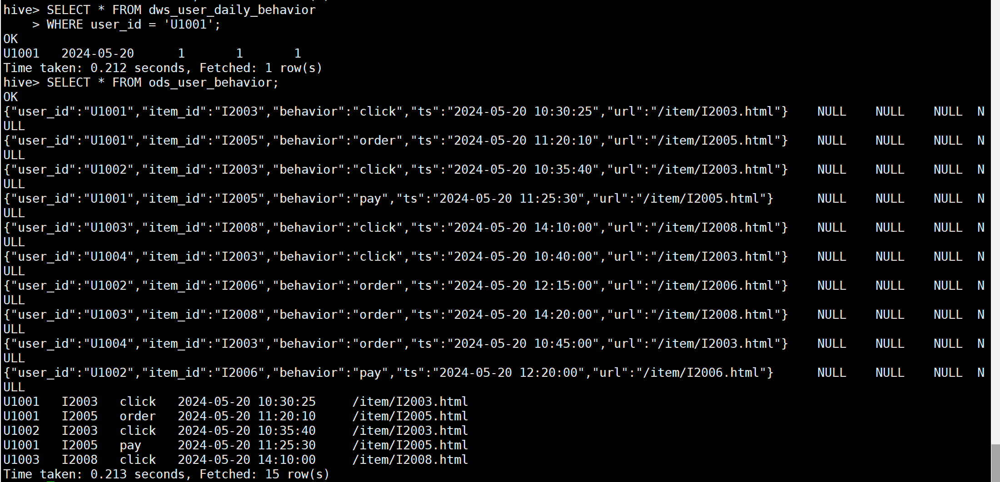 hive> SELECT * FROM dws_user_daily_behavior
    > WHERE user_id = 'U1001';
OK
U1001   2024-05-20      1       1       1
Time taken: 0.212 seconds, Fetched: 1 row(s)
hive> SELECT * FROM ods_user_behavior;
OK
{"user_id":"U1001","item_id":"I2003","behavior":"click","ts":"2024-05-20 10:30:25","url":"/item/I2003.html"}    NULL    NULL    NULL  N
ULL
{"user_id":"U1001","item_id":"I2005","behavior":"order","ts":"2024-05-20 11:20:10","url":"/item/I2005.html"}    NULL    NULL    NULL  N
ULL
{"user_id":"U1002","item_id":"I2003","behavior":"click","ts":"2024-05-20 10:35:40","url":"/item/I2003.html"}    NULL    NULL    NULL  N
ULL
{"user_id":"U1001","item_id":"I2005","behavior":"pay","ts":"2024-05-20 11:25:30","url":"/item/I2005.html"}      NULL    NULL    NULL  N
ULL
{"user_id":"U1003","item_id":"I2008","behavior":"click","ts":"2024-05-20 14:10:00","url":"/item/I2008.html"}    NULL    NULL    NULL  N
ULL
{"user_id":"U1004","item_id":"I2003","behavior":"click","ts":"2024-05-20 10:40:00","url":"/item/I2003.html"}    NULL    NULL    NULL  N
ULL
{"user_id":"U1002","item_id":"I2006","behavior":"order","ts":"2024-05-20 12:15:00","url":"/item/I2006.html"}    NULL    NULL    NULL  N
ULL
{"user_id":"U1003","item_id":"I2008","behavior":"order","ts":"2024-05-20 14:20:00","url":"/item/I2008.html"}    NULL    NULL    NULL  N
ULL
{"user_id":"U1004","item_id":"I2003","behavior":"order","ts":"2024-05-20 10:45:00","url":"/item/I2003.html"}    NULL    NULL    NULL  N
ULL
{"user_id":"U1002","item_id":"I2006","behavior":"pay","ts":"2024-05-20 12:20:00","url":"/item/I2006.html"}      NULL    NULL    NULL  N
ULL
U1001   I2003   click   2024-05-20 10:30:25     /item/I2003.html
U1001   I2005   order   2024-05-20 11:20:10     /item/I2005.html
U1002   I2003   click   2024-05-20 10:35:40     /item/I2003.html
U1001   I2005   pay     2024-05-20 11:25:30     /item/I2005.html
U1003   I2008   click   2024-05-20 14:10:00     /item/I2008.html
Time taken: 0.213 seconds, Fetched: 15 row(s)